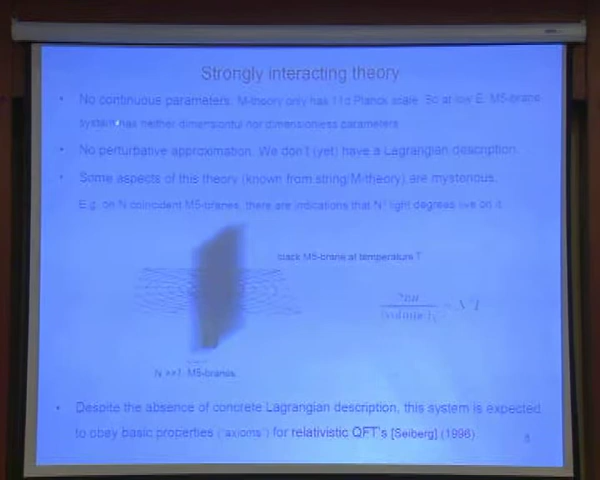 Strongly interacting theory
• No continuous parameters. M-theory only has 11d Planck scale. So at low E, M5-brane
system has neither dimensionful nor dimensionless parameters
• No perturbative approximation. We don't (yet) have a Lagrangian description.
• Some aspects of this theory (known from string/M-theory) are mysterious.
E.g. on N coincident M5-branes, there are indications that N³ light degrees live on it
black M5-brane at temperature T
N >>1 M5-branes
• Despite the absence of concrete Lagrangian description, this system is expected
to obey basic properties ("axioms") for relativistic QFT's [Seiberg] (1996)